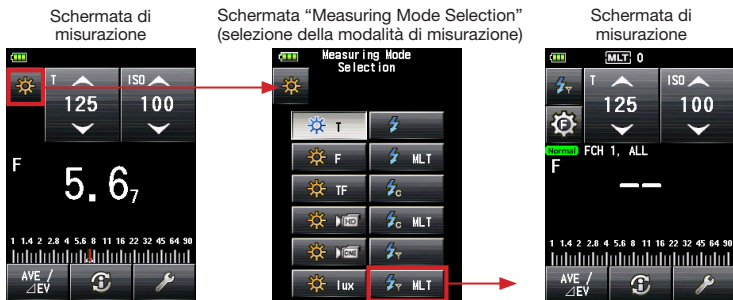 Schermata di
misurazione
T
ISO
125
100
F
5.6₇
1 1.4 2 2.8 4 5.6 8 11 16 22 32 45 64 90
AVE /
⊿EV
Schermata “Measuring Mode Selection”
(selezione della modalità di misurazione)
Measuring Mode
Selection
T
F
MLT
TF
C
HD
C MLT
CINE
Y
lux
Y MLT
Schermata di
misurazione
MLT 0
Y
T
ISO
125
100
F
Normal FCH 1, ALL
F
--
1 1.4 2 2.8 4 5.6 8 11 16 22 32 45 64 90
AVE /
⊿EV